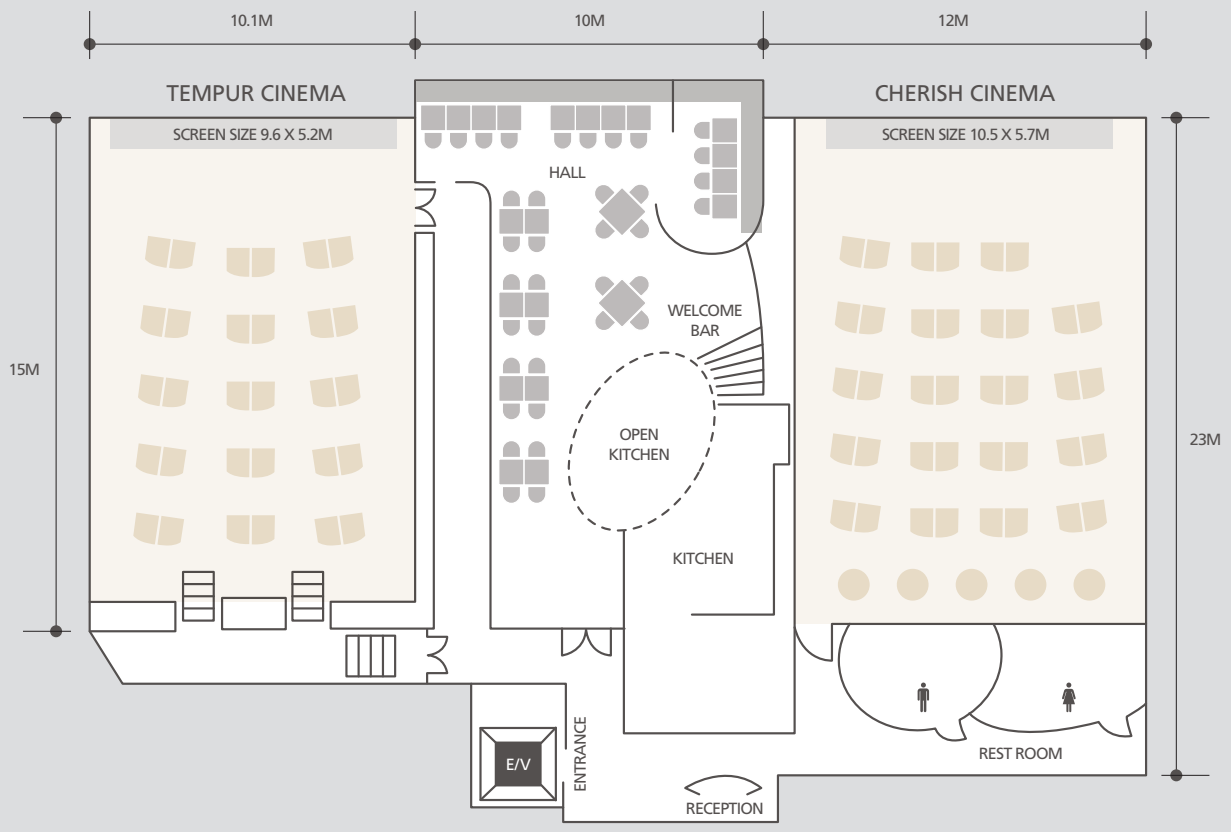 10.1M
10M
12M
TEMPUR CINEMA
CHERISH CINEMA
SCREEN SIZE 9.6 X 5.2M
SCREEN SIZE 10.5 X 5.7M
HALL
WELCOME
BAR
15M
OPEN
KITCHEN
23M
KITCHEN
ENTRANCE
REST ROOM
E/V
RECEPTION